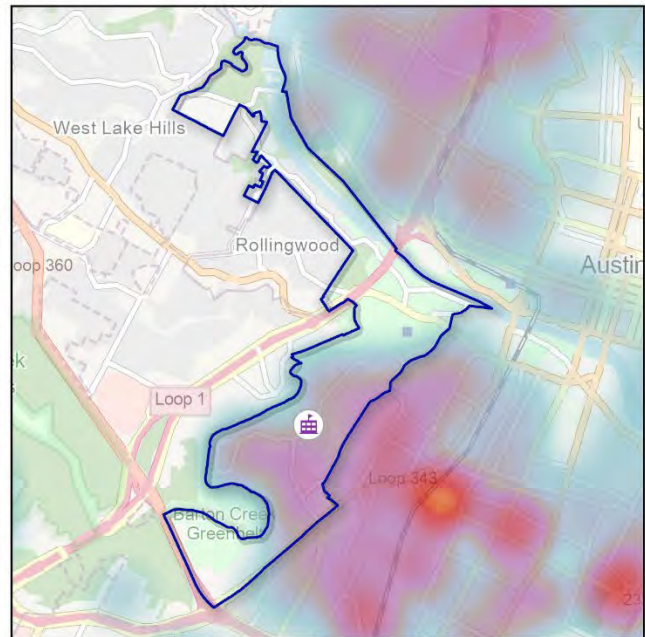 West Lake Hills
Rollingwood
Loop 360
Austin
Loop 1
Loop 343
Barton Creek
Greenbelt